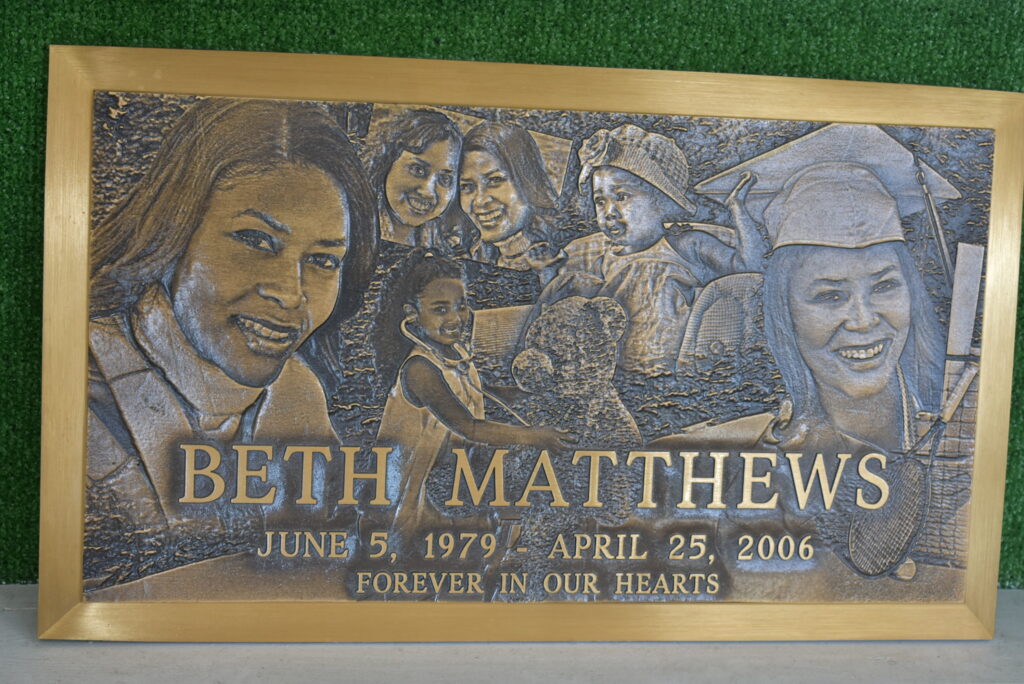 BETH MATTHEWS
JUNE 5, 1979 - APRIL 25, 2006
FOREVER IN OUR HEARTS